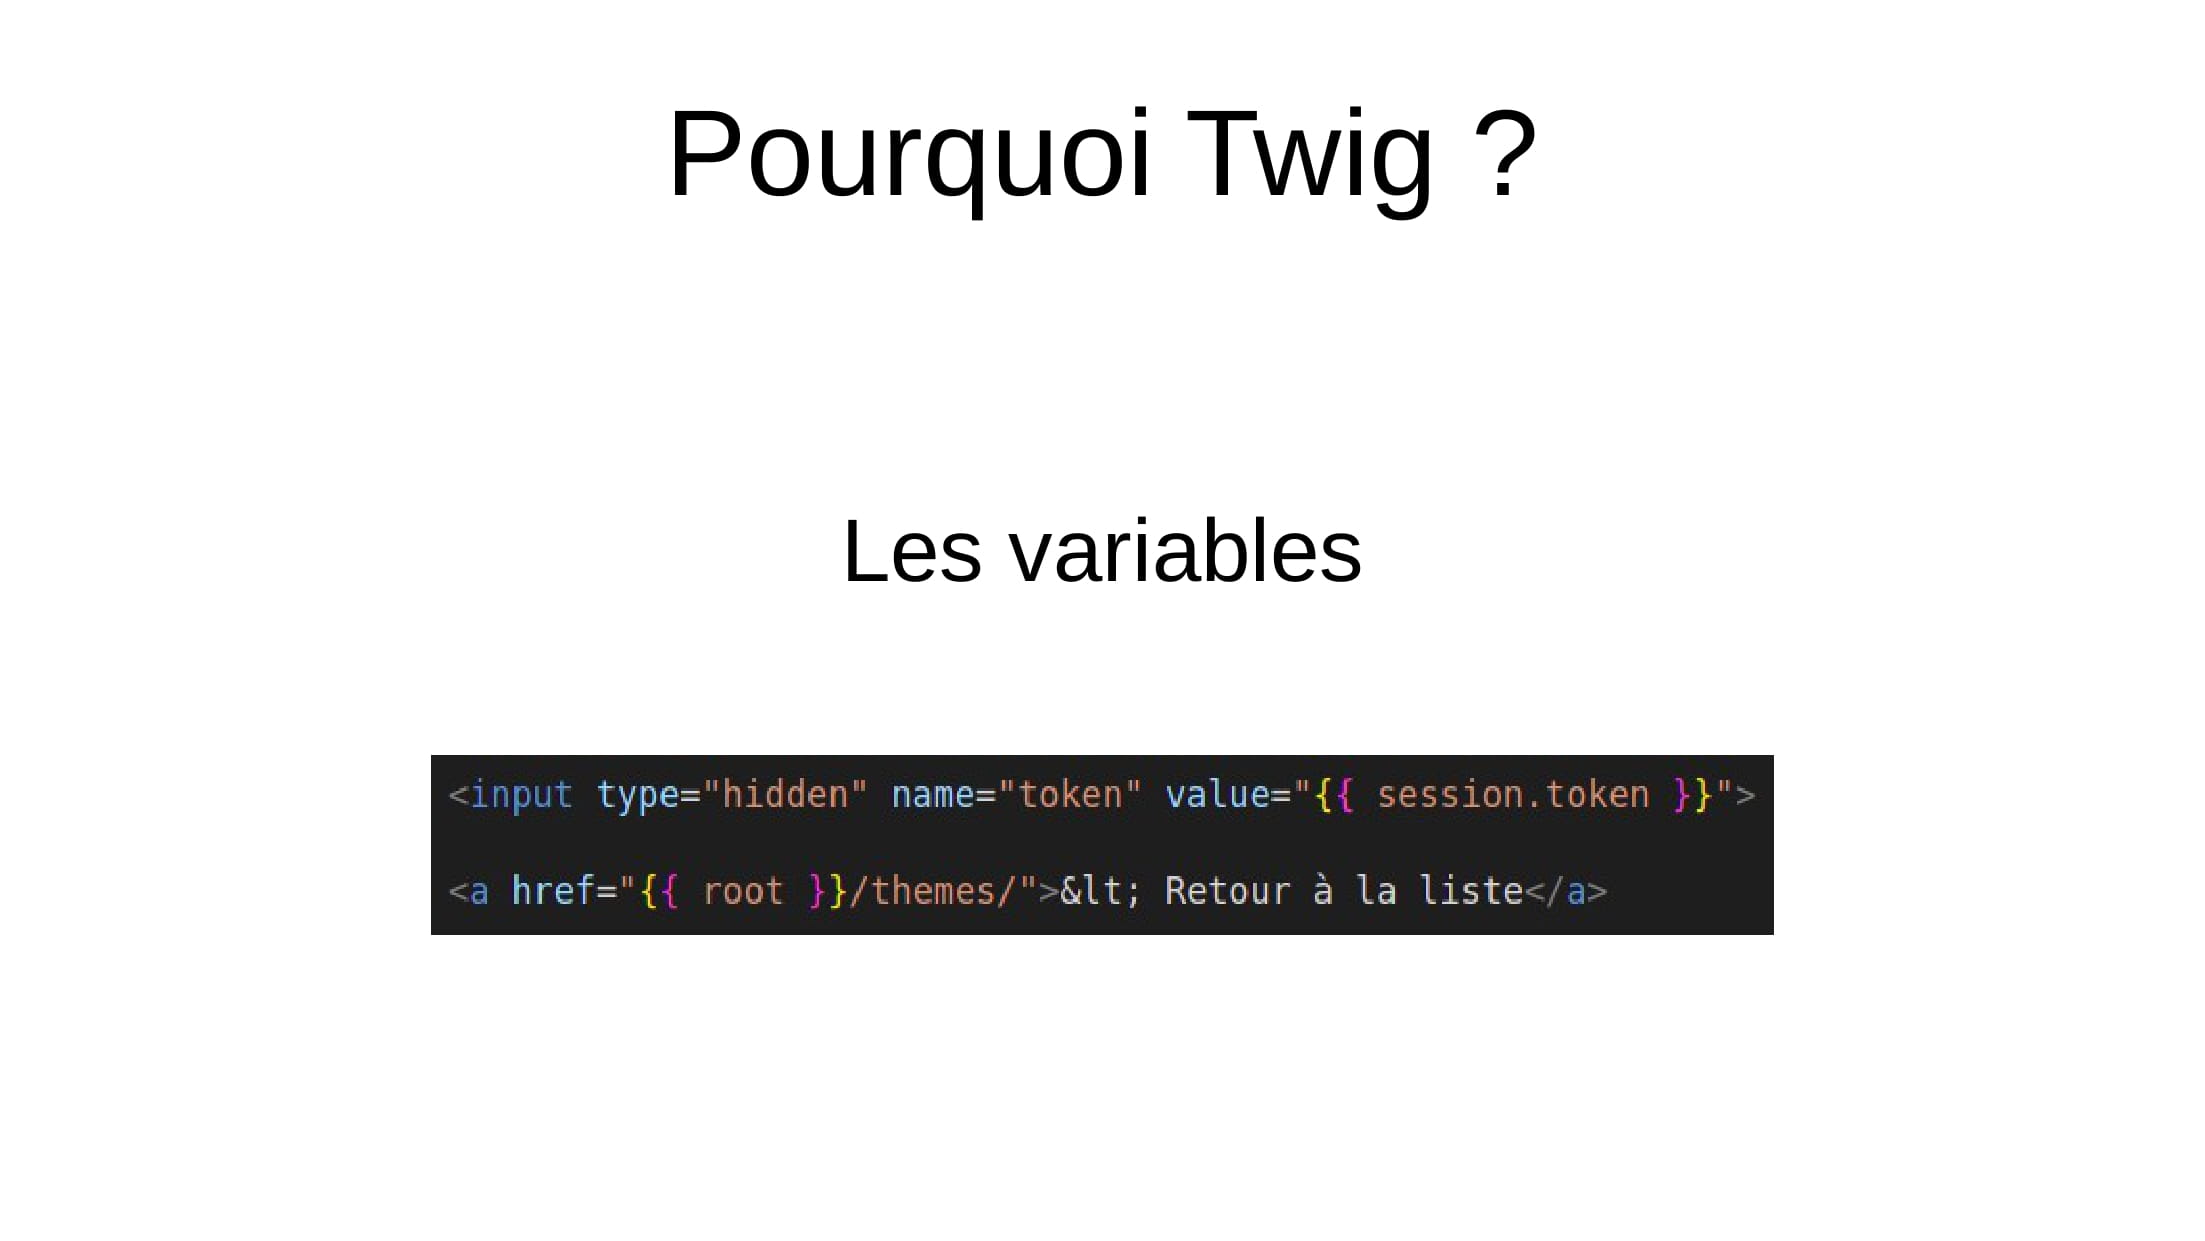 Pourquoi Twig ?
Les variables
<input type="hidden" name="token" value="{{ session.token }}">
<a href="{{ root }}/themes/">&lt; Retour à la liste</a>